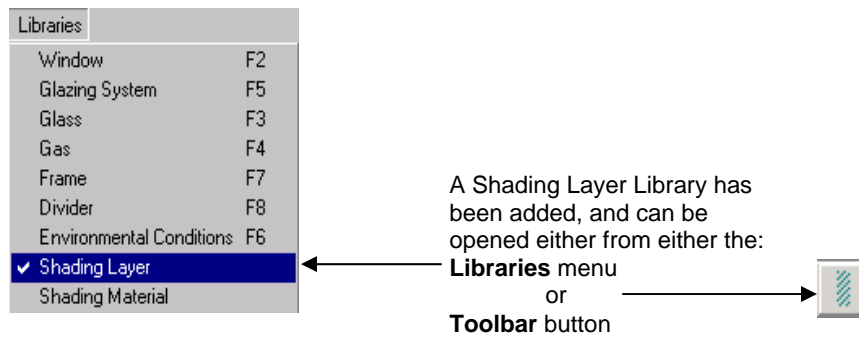 Libraries
Window F2
Glazing System F5
Glass F3
Gas F4
Frame F7
Divider F8
Environmental Conditions F6
✔ Shading Layer
Shading Material
A Shading Layer Library has
been added, and can be
opened either from either the:
Libraries menu
or
Toolbar button